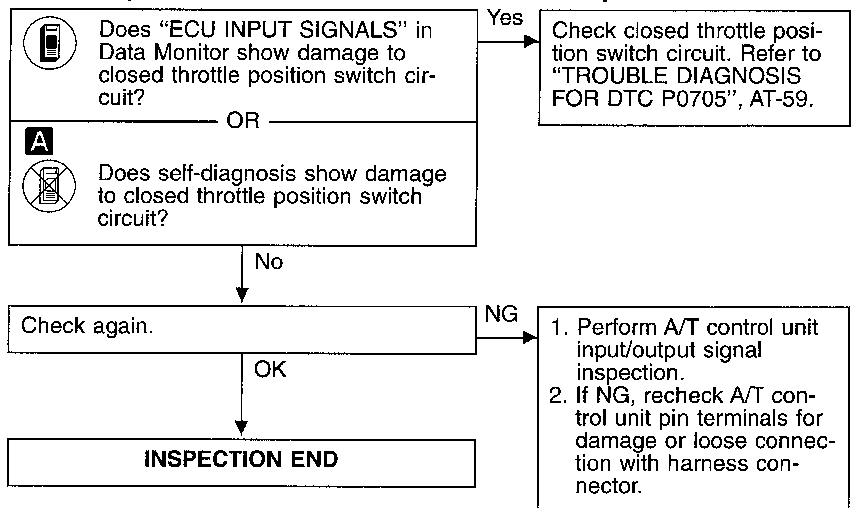 Does “ECU INPUT SIGNALS” in
Data Monitor show damage to
closed throttle position switch cir-
cuit?
OR
A
Does self-diagnosis show damage
to closed throttle position switch
circuit?
Yes
Check closed throttle posi-
tion switch circuit. Refer to
“TROUBLE DIAGNOSIS
FOR DTC P0705”, AT-59.
No
Check again.
NG
1. Perform A/T control unit
input/output signal
inspection.
2. If NG, recheck A/T con-
trol unit pin terminals for
damage or loose connec-
tion with harness con-
nector.
OK
INSPECTION END